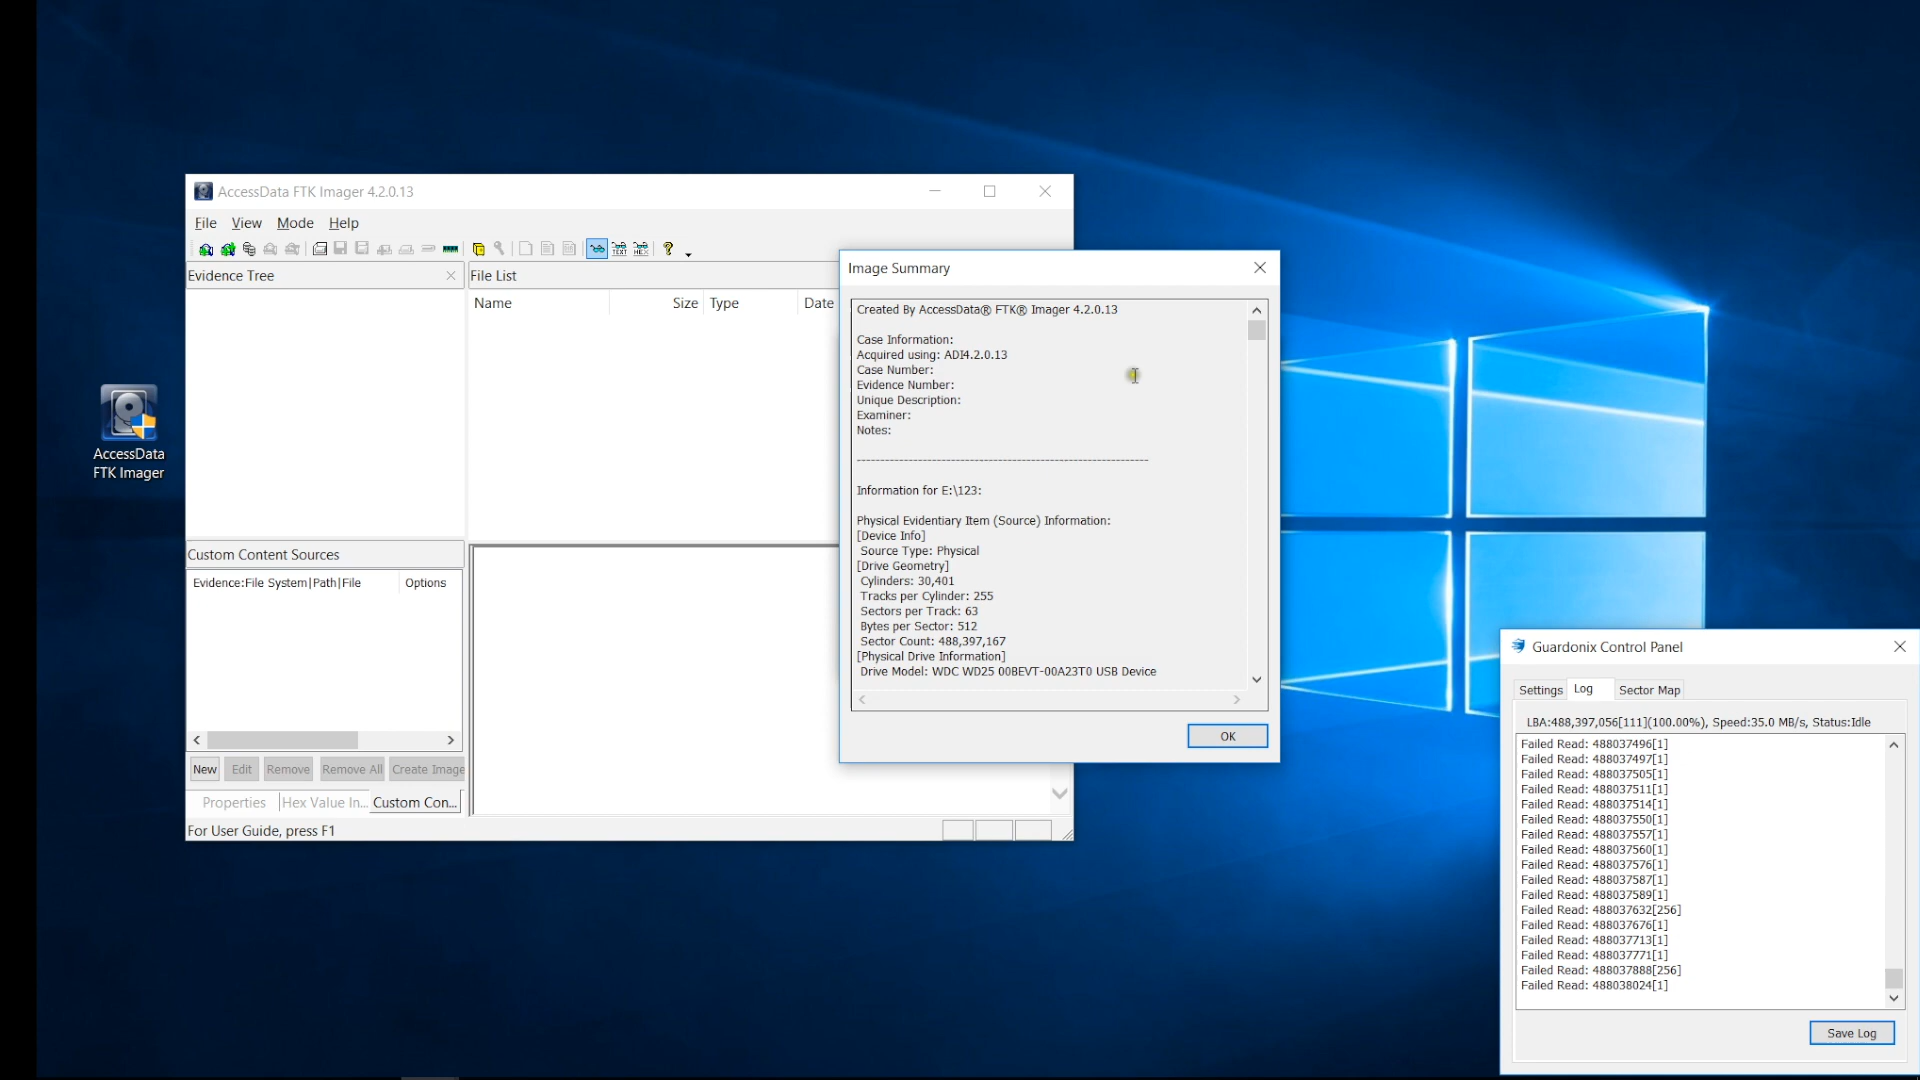 AccessData FTK Imager 4.2.0.13
File View Mode Help
Evidence Tree
File List
Name Size Type Date
AccessData
FTK Imager
Custom Content Sources
Evidence:File System|Path|File Options
New Edit Remove Remove All Create Image
Properties Hex Value In... Custom Con...
For User Guide, press F1
Image Summary
Created By AccessData® FTK® Imager 4.2.0.13
Case Information:
Acquired using: ADI4.2.0.13
Case Number:
Evidence Number:
Unique Description:
Examiner:
Notes:
--------------------------------------------------------------
Information for E:\123:
Physical Evidentiary Item (Source) Information:
[Device Info]
Source Type: Physical
[Drive Geometry]
Cylinders: 30,401
Tracks per Cylinder: 255
Sectors per Track: 63
Bytes per Sector: 512
Sector Count: 488,397,167
[Physical Drive Information]
Drive Model: WDC WD25 00BEVT-00A23T0 USB Device
OK
Guardonix Control Panel
Settings Log Sector Map
LBA:488,397,056[111](100.00%), Speed:35.0 MB/s, Status:Idle
Failed Read: 488037496[1]
Failed Read: 488037497[1]
Failed Read: 488037505[1]
Failed Read: 488037511[1]
Failed Read: 488037514[1]
Failed Read: 488037550[1]
Failed Read: 488037557[1]
Failed Read: 488037560[1]
Failed Read: 488037576[1]
Failed Read: 488037587[1]
Failed Read: 488037589[1]
Failed Read: 488037632[256]
Failed Read: 488037676[1]
Failed Read: 488037713[1]
Failed Read: 488037771[1]
Failed Read: 488037888[256]
Failed Read: 488038024[1]
Save Log